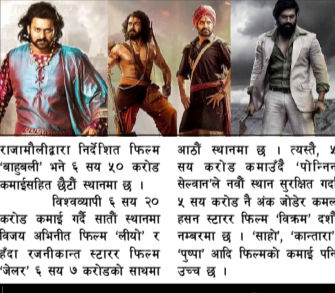 राजामौलीद्वारा निर्देशित फिल्म
'बाहुबली' भने ६ सय ५० करोड
कमाईसहित छैटौं स्थानमा छ ।
विश्वव्यापी ६ सय २०
करोड कमाई गर्दै सातौं स्थानमा
विजय अभिनीत फिल्म 'लीयो' र
हुँदा रजनीकान्त स्टारर फिल्म
'जेलर' ६ सय ७ करोडको साथमा
आठौं स्थानमा छ । त्यस्तै, ५
सय करोड कमाउँदै 'पोन्नियन
सेल्वान'ले नवौं स्थान सुरक्षित गर्दा
५ सय करोड नै अंक जोडेर कमल
हसन स्टारर फिल्म 'विक्रम' दशौं
नम्बरमा छ । 'साहो', 'कान्तारा',
'पुष्पा' आदि फिल्मको कमाई पनि
उच्च छ ।